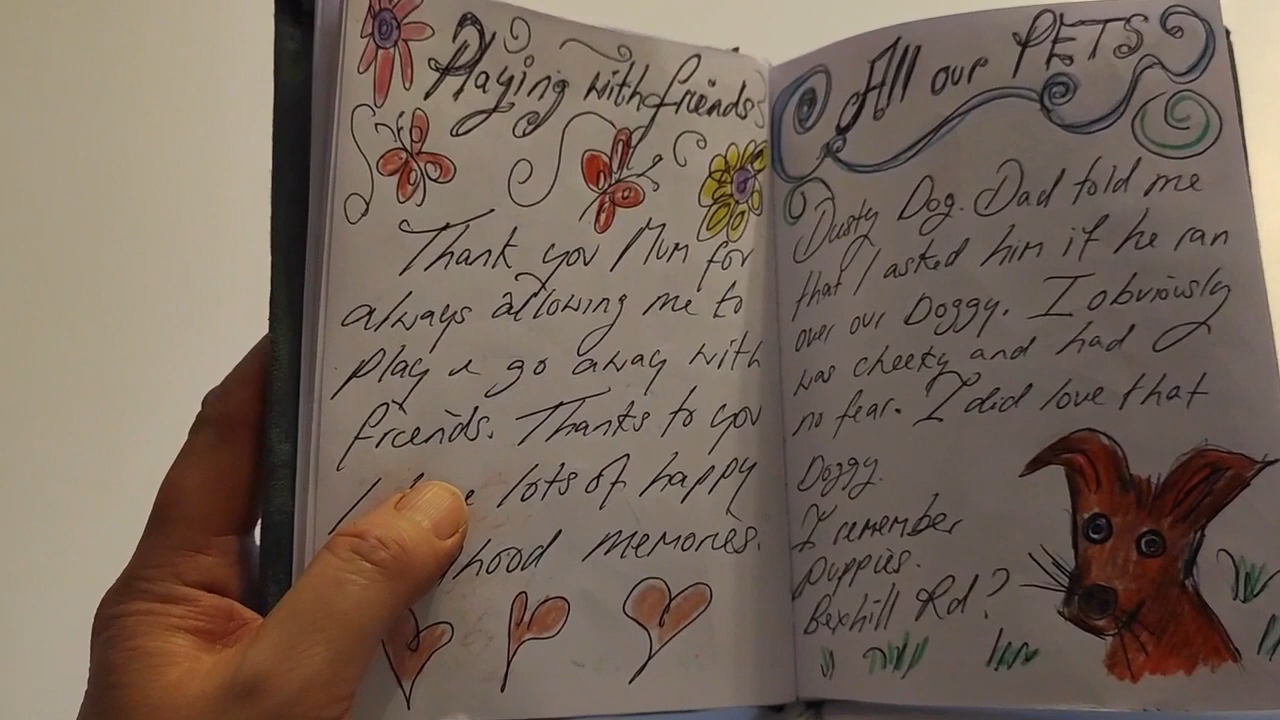 Playing with friends
Thank you Mum for
always allowing me to
play & go away with
friends. Thanks to you
I lots of happy
hood memories.
All our PETS
Dusty Dog. Dad told me
that I asked him if he ran
over our Doggy. I obviously
was cheeky and had
no fear. I did love that
Doggy.
I remember
puppies.
Bexhill Rd?